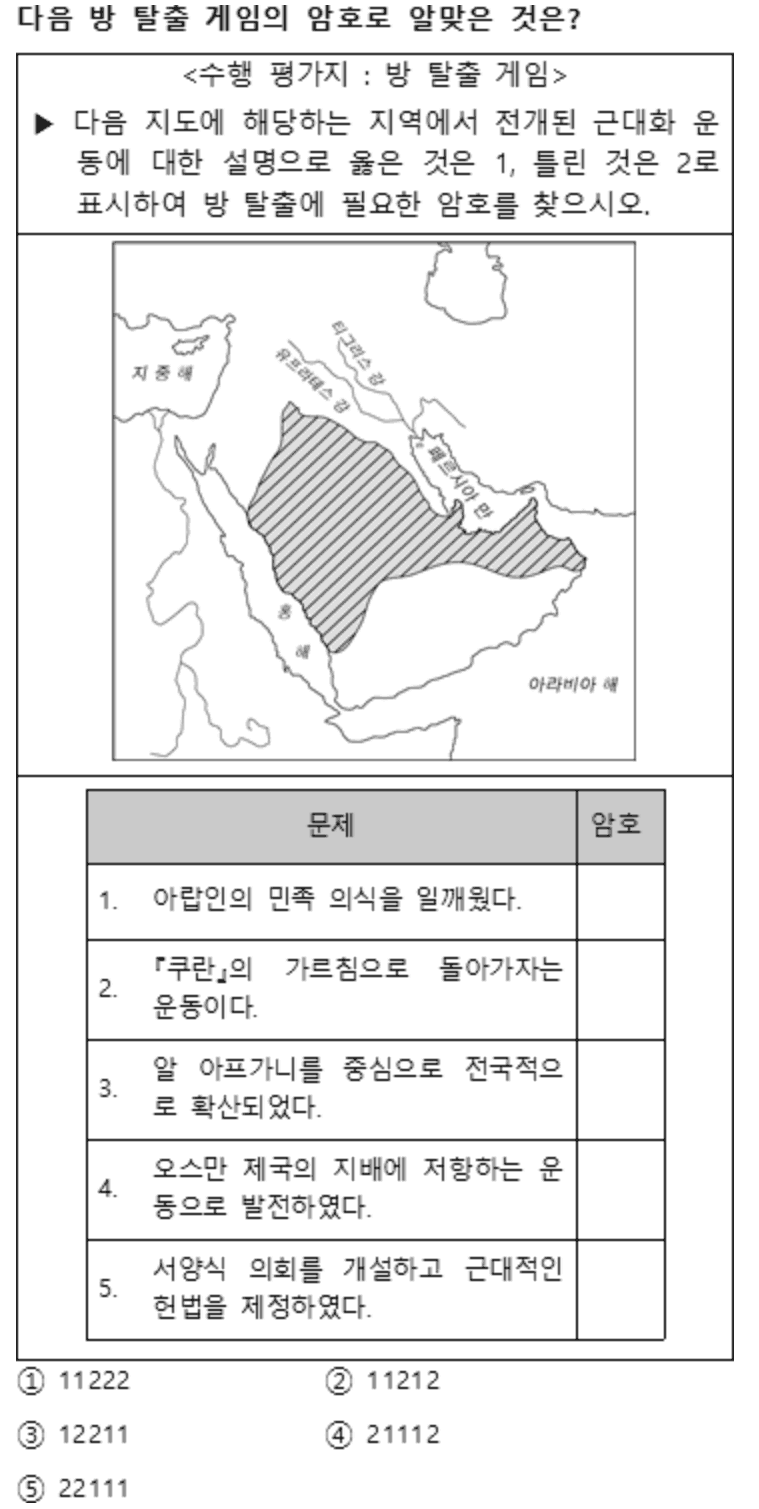 다음 방 탈출 게임의 암호로 알맞은 것은?
<수행 평가지 : 방 탈출 게임>
▶ 다음 지도에 해당하는 지역에서 전개된 근대화 운
동에 대한 설명으로 옳은 것은 1, 틀린 것은 2로
표시하여 방 탈출에 필요한 암호를 찾으시오.
지중해
티그리스 강
유프라테스 강
페르시아 만
홍해
아라비아 해
문제 암호
1. 아랍인의 민족 의식을 일깨웠다.
2. 『쿠란』의 가르침으로 돌아가자는
운동이다.
3. 알 아프가니를 중심으로 전국적으
로 확산되었다.
4. 오스만 제국의 지배에 저항하는 운
동으로 발전하였다.
5. 서양식 의회를 개설하고 근대적인
헌법을 제정하였다.
① 11222 ② 11212
③ 12211 ④ 21112
⑤ 22111